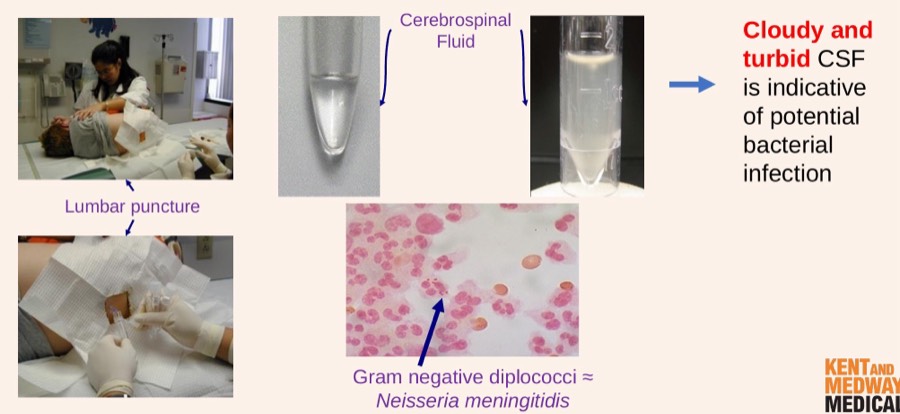 Cerebrospinal
Fluid
Cloudy and
turbid CSF
is indicative
of potential
bacterial
infection
Lumbar puncture
Gram negative diplococci ≈
Neisseria meningitidis
KENT AND
MEDWAY
MEDICAL